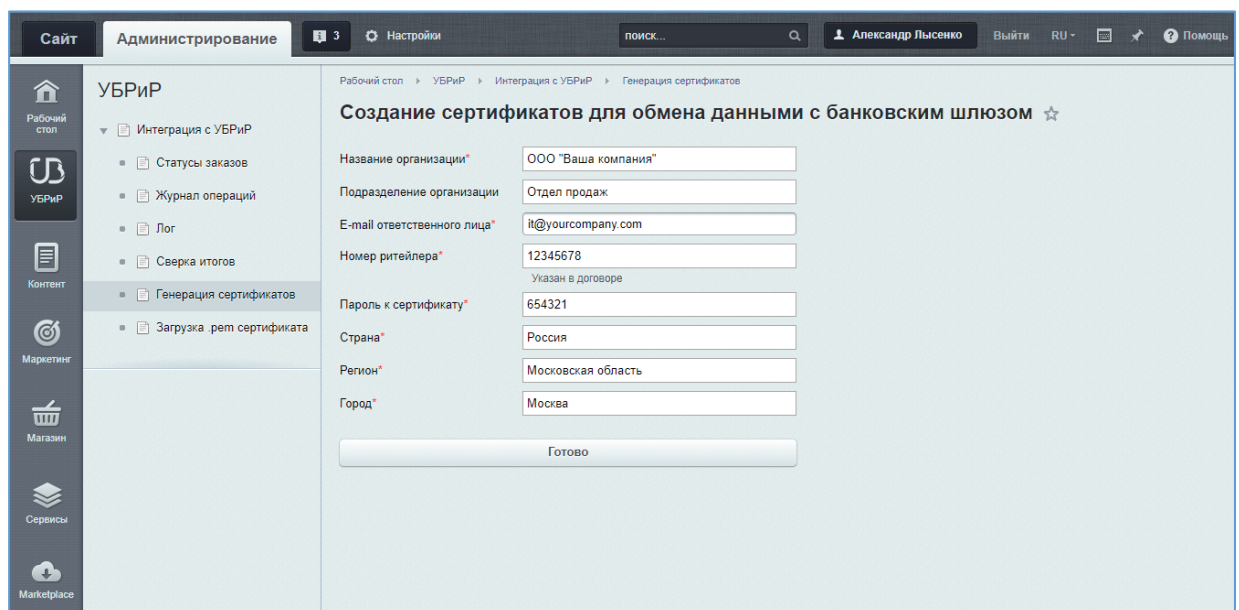 Сайт
Администрирование
3
Настройки
поиск...
Александр Лысенко
Выйти
RU
Помощь
Рабочий
стол
УБРиР
Контент
Маркетинг
Магазин
Сервисы
Marketplace
УБРиР
Интеграция с УБРиР
Статусы заказов
Журнал операций
Лог
Сверка итогов
Генерация сертификатов
Загрузка .pem сертификата
Рабочий стол УБРиР Интеграция с УБРиР Генерация сертификатов
Создание сертификатов для обмена данными с банковским шлюзом
Название организации* ООО "Ваша компания"
Подразделение организации Отдел продаж
E-mail ответственного лица* it@yourcompany.com
Номер ритейлера* 12345678
Указан в договоре
Пароль к сертификату* 654321
Страна* Россия
Регион* Московская область
Город* Москва
Готово